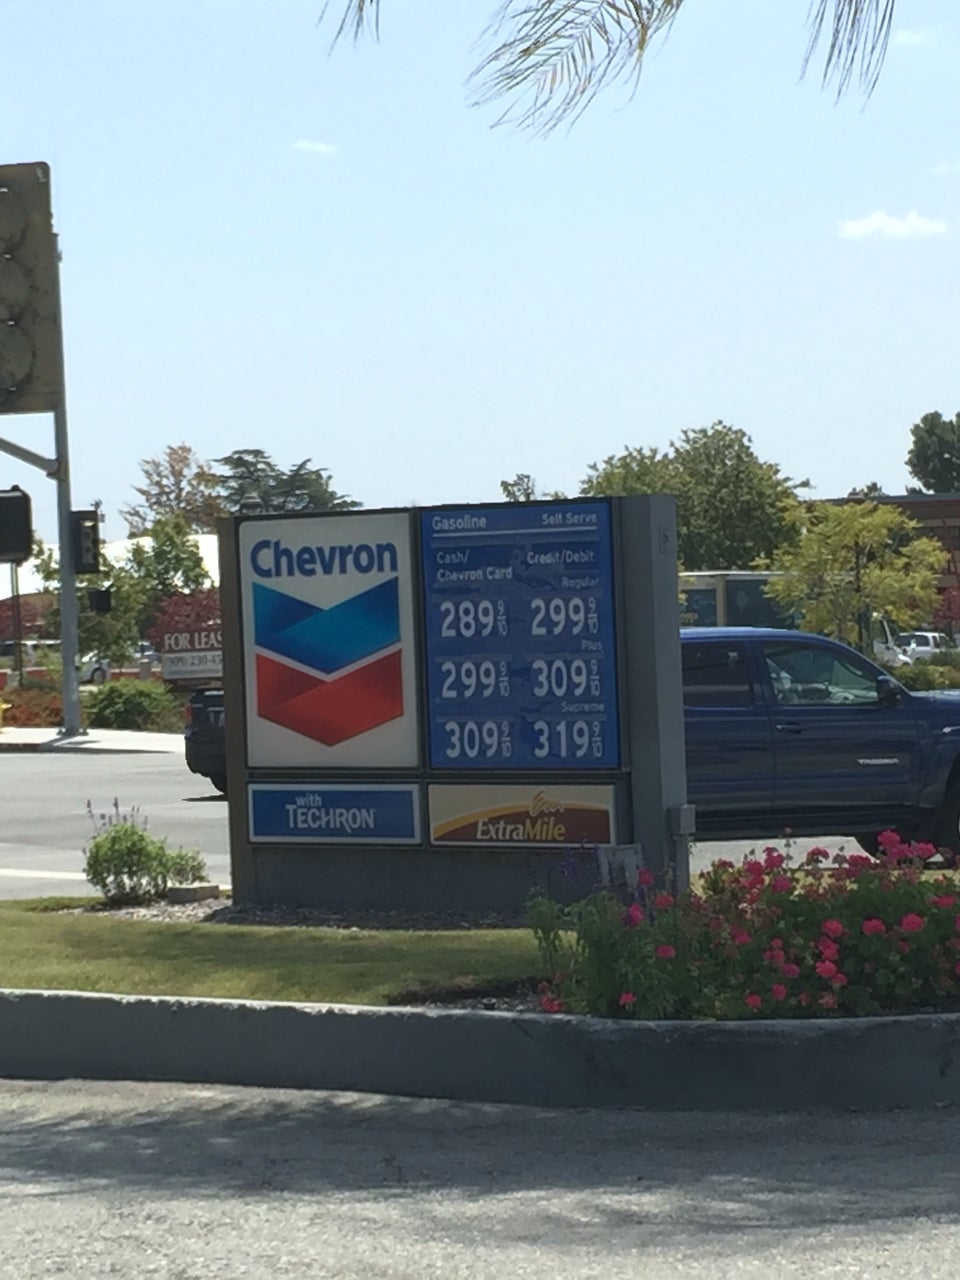 Chevron
Gasoline Self Serve
Cash/ Credit/Debit
Chevron Card
Regular
289 9/10 299 9/10
Plus
299 9/10 309 9/10
Supreme
309 9/10 319 9/10
with
TECHRON
ExtraMile
FOR LEAS
TACOMA